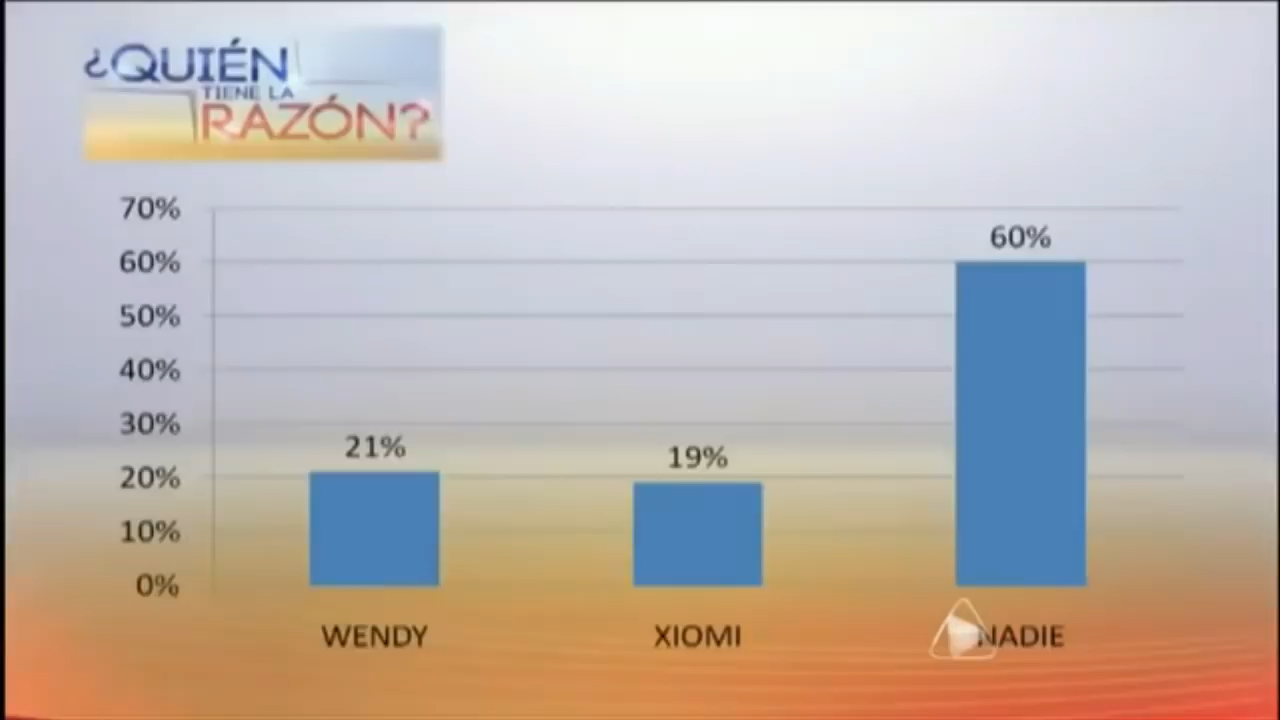 ¿QUIÉN
TIENE LA
RAZÓN?
70%
60%
50%
40%
30%
20%
10%
0%
21%
19%
60%
WENDY
XIOMI
NADIE